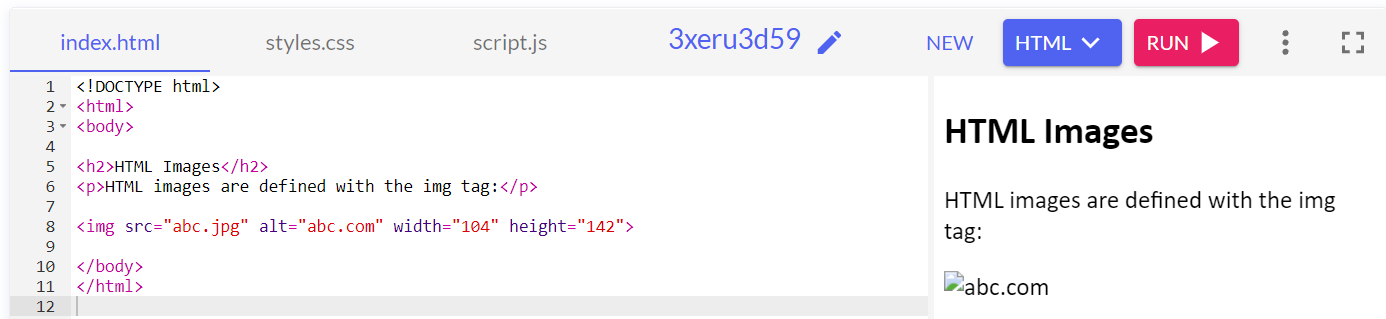 index.html styles.css script.js 3xeru3d59 NEW HTML RUN
1 <!DOCTYPE html>
2 <html>
3 <body>
4
5 <h2>HTML Images</h2>
6 <p>HTML images are defined with the img tag:</p>
7
8 <img src="abc.jpg" alt="abc.com" width="104" height="142">
9
10 </body>
11 </html>
12
HTML Images
HTML images are defined with the img
tag:
abc.com